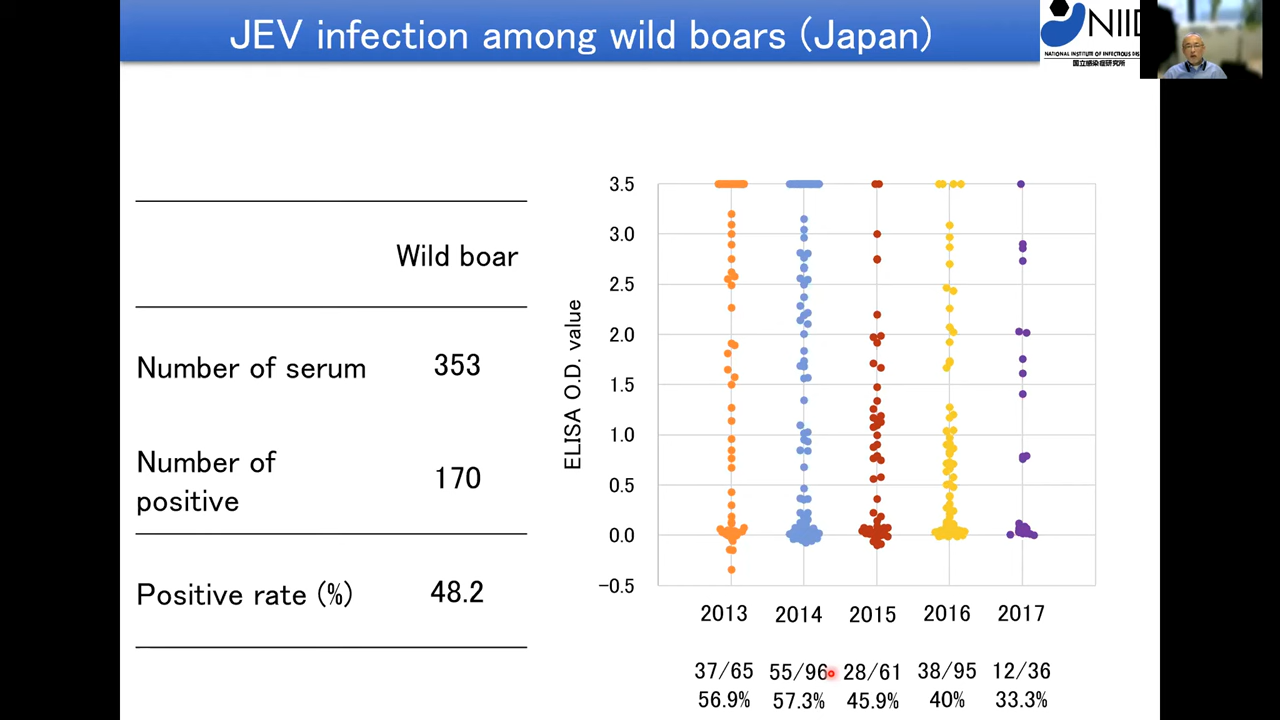 JEV infection among wild boars (Japan)
NIID
NATIONAL INSTITUTE OF INFECTIOUS DIS
国立感染症研究所
Wild boar
Number of serum 353
Number of
positive 170
Positive rate (%) 48.2
ELISA O.D. value
3.5
3.0
2.5
2.0
1.5
1.0
0.5
0.0
−0.5
2013 2014 2015 2016 2017
37/65 55/96 28/61 38/95 12/36
56.9% 57.3% 45.9% 40% 33.3%